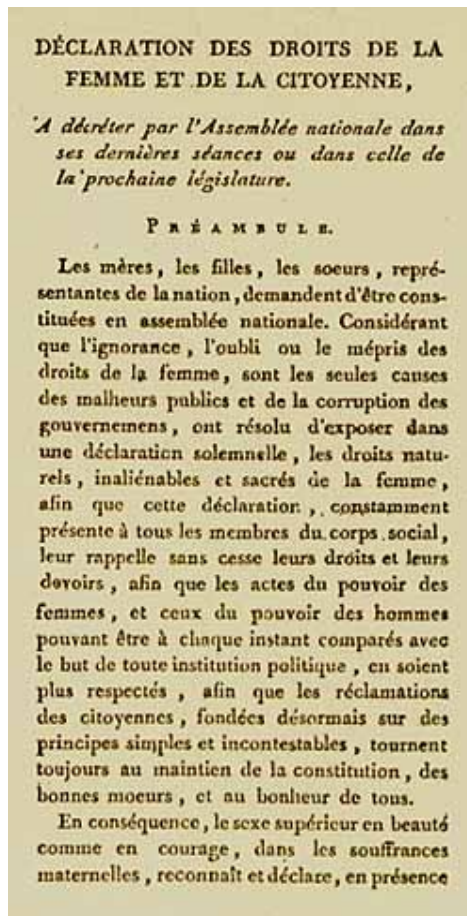 DÉCLARATION DES DROITS DE LA
FEMME ET DE LA CITOYENNE,
A décréter par l'Assemblée nationale dans
ses dernières séances ou dans celle de
la prochaine législature.
PRÉAMBULE.
Les mères, les filles, les soeurs, repré-
sentantes de la nation, demandent d'être cons-
tituées en assemblée nationale. Considérant
que l'ignorance, l'oubli ou le mépris des
droits de la femme, sont les seules causes
des malheurs publics et de la corruption des
gouvernemens, ont résolu d'exposer dans
une déclaration solemnelle, les droits natu-
rels, inaliénables et sacrés de la femme,
afin que cette déclaration, constamment
présente à tous les membres du corps social,
leur rappelle sans cesse leurs droits et leurs
devoirs, afin que les actes du pouvoir des
femmes, et ceux du pouvoir des hommes
pouvant être à chaque instant comparés avec
le but de toute institution politique, en soient
plus respectés, afin que les réclamations
des citoyennes, fondées désormais sur des
principes simples et incontestables, tournent
toujours au maintien de la constitution, des
bonnes moeurs, et au bonheur de tous.
En conséquence, le sexe supérieur en beauté
comme en courage, dans les souffrances
maternelles, reconnaît et déclare, en présence